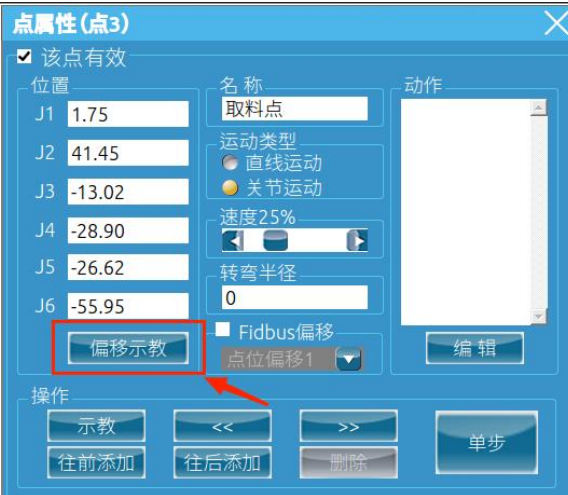 点属性(点3)
该点有效
位置
J1 1.75
J2 41.45
J3 -13.02
J4 -28.90
J5 -26.62
J6 -55.95
偏移示教
名 称
取料点
运动类型
直线运动
关节运动
速度25%
转弯半径
0
Fidbus偏移
点位偏移1
动作
编 辑
操作
示教
<<
>>
单步
往前添加
往后添加
删除